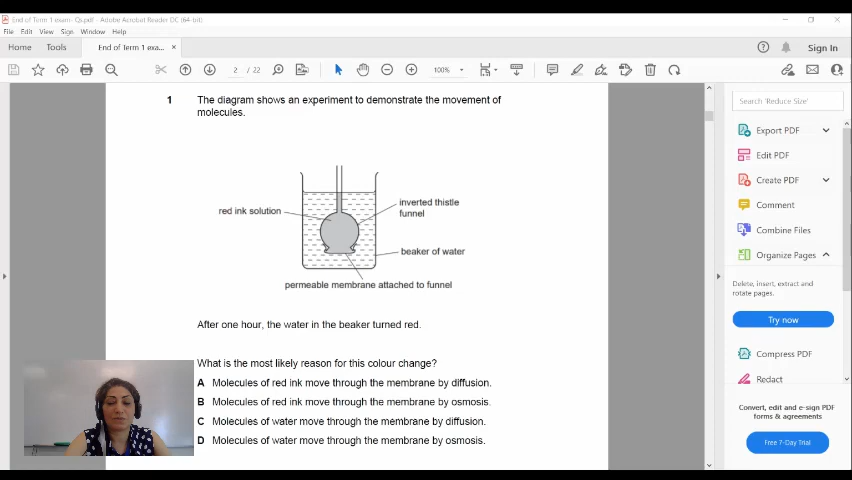 End of Term 1 exam- Qs.pdf - Adobe Acrobat Reader DC (64-bit)
File Edit View Sign Window Help
Home Tools End of Term 1 exa... × Sign In
2 / 22 100%
1 The diagram shows an experiment to demonstrate the movement of
molecules.
red ink solution
inverted thistle
funnel
beaker of water
permeable membrane attached to funnel
After one hour, the water in the beaker turned red.
What is the most likely reason for this colour change?
A Molecules of red ink move through the membrane by diffusion.
B Molecules of red ink move through the membrane by osmosis.
C Molecules of water move through the membrane by diffusion.
D Molecules of water move through the membrane by osmosis.
Search 'Reduce Size'
Export PDF
Edit PDF
Create PDF
Comment
Combine Files
Organize Pages
Delete, insert, extract and
rotate pages.
Try now
Compress PDF
Redact
Convert, edit and e-sign PDF
forms & agreements
Free 7-Day Trial